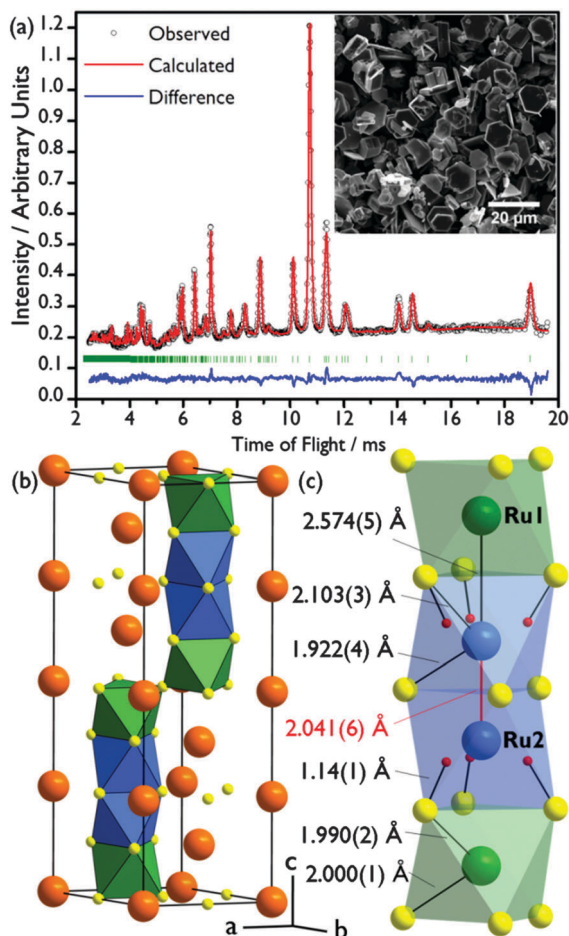 (a)
Observed
Calculated
Difference
Intensity / Arbitrary Units
1.2
1.1
1.0
0.9
0.8
0.7
0.6
0.5
0.4
0.3
0.2
0.1
0.0
20 µm
2 4 6 8 10 12 14 16 18 20
Time of Flight / ms
(b)
(c)
Ru1
2.574(5) Å
2.103(3) Å
1.922(4) Å
2.041(6) Å
Ru2
1.14(1) Å
1.990(2) Å
2.000(1) Å
c
a
b